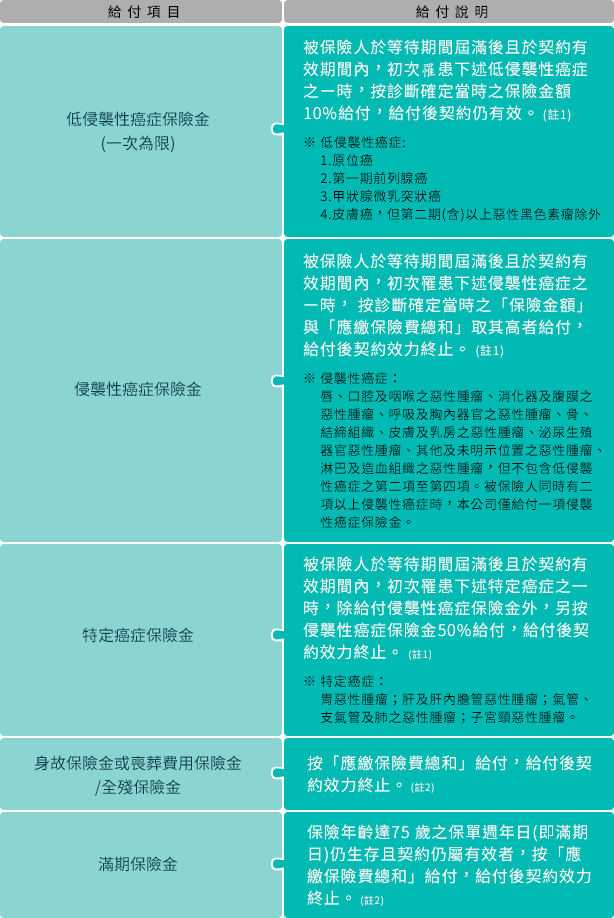 給付項目
給付說明
低侵襲性癌症保險金
(一次為限)
被保險人於等待期間屆滿後且於契約有
效期間內，初次罹患下述低侵襲性癌症
之一時，按診斷確定當時之保險金額
10%給付，給付後契約仍有效。(註1)
※ 低侵襲性癌症:
1.原位癌
2.第一期前列腺癌
3.甲狀腺微乳突狀癌
4.皮膚癌，但第二期(含)以上惡性黑色素瘤除外
侵襲性癌症保險金
被保險人於等待期間屆滿後且於契約有
效期間內，初次罹患下述侵襲性癌症之
一時， 按診斷確定當時之「保險金額」
與「應繳保險費總和」取其高者給付，
給付後契約效力終止。 (註1)
※ 侵襲性癌症：
唇、口腔及咽喉之惡性腫瘤、消化器及腹膜之
惡性腫瘤、呼吸及胸內器官之惡性腫瘤、骨、
結締組織、皮膚及乳房之惡性腫瘤、泌尿生殖
器官惡性腫瘤、其他及未明示位置之惡性腫瘤、
淋巴及造血組織之惡性腫瘤，但不包含低侵襲
性癌症之第二項至第四項。被保險人同時有二
項以上侵襲性癌症時，本公司僅給付一項侵襲
性癌症保險金。
特定癌症保險金
被保險人於等待期間屆滿後且於契約有
效期間內，初次罹患下述特定癌症之一
時，除給付侵襲性癌症保險金外，另按
侵襲性癌症保險金50%給付，給付後契
約效力終止。 (註1)
※ 特定癌症：
胃惡性腫瘤；肝及肝內膽管惡性腫瘤；氣管、
支氣管及肺之惡性腫瘤；子宮頸惡性腫瘤。
身故保險金或喪葬費用保險金
/全殘保險金
按「應繳保險費總和」給付，給付後契
約效力終止。 (註2)
滿期保險金
保險年齡達75 歲之保單週年日(即滿期
日)仍生存且契約仍屬有效者，按「應
繳保險費總和」給付，給付後契約效力
終止。 (註2)